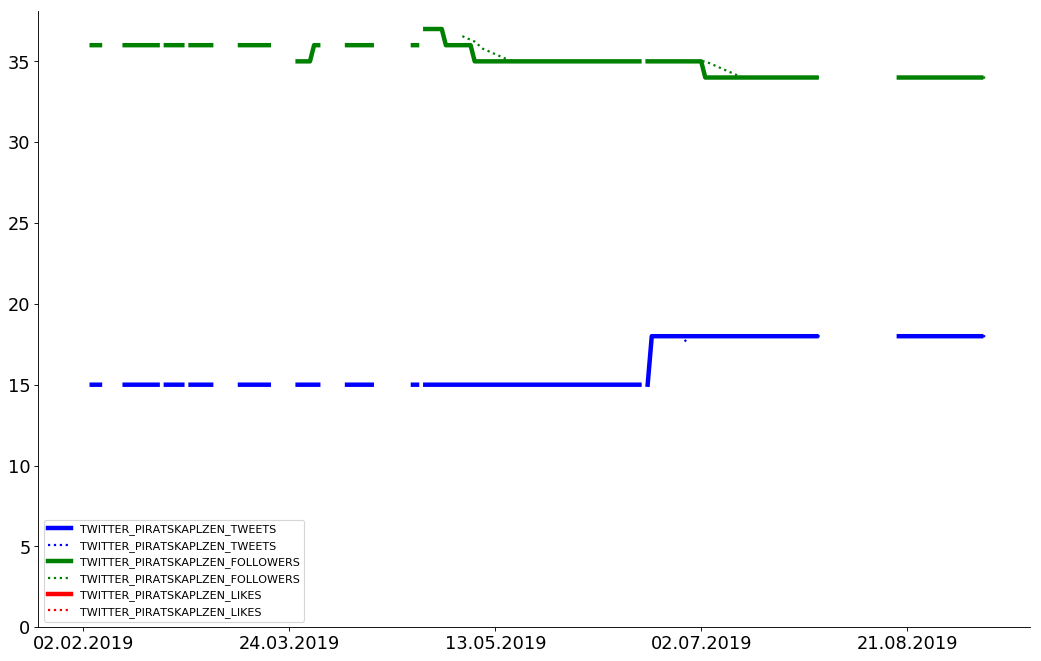 35
30
25
20
15
10
5
0
TWITTER_PIRATSKAPLZEN_TWEETS
TWITTER_PIRATSKAPLZEN_TWEETS
TWITTER_PIRATSKAPLZEN_FOLLOWERS
TWITTER_PIRATSKAPLZEN_FOLLOWERS
TWITTER_PIRATSKAPLZEN_LIKES
TWITTER_PIRATSKAPLZEN_LIKES
02.02.2019 24.03.2019 13.05.2019 02.07.2019 21.08.2019